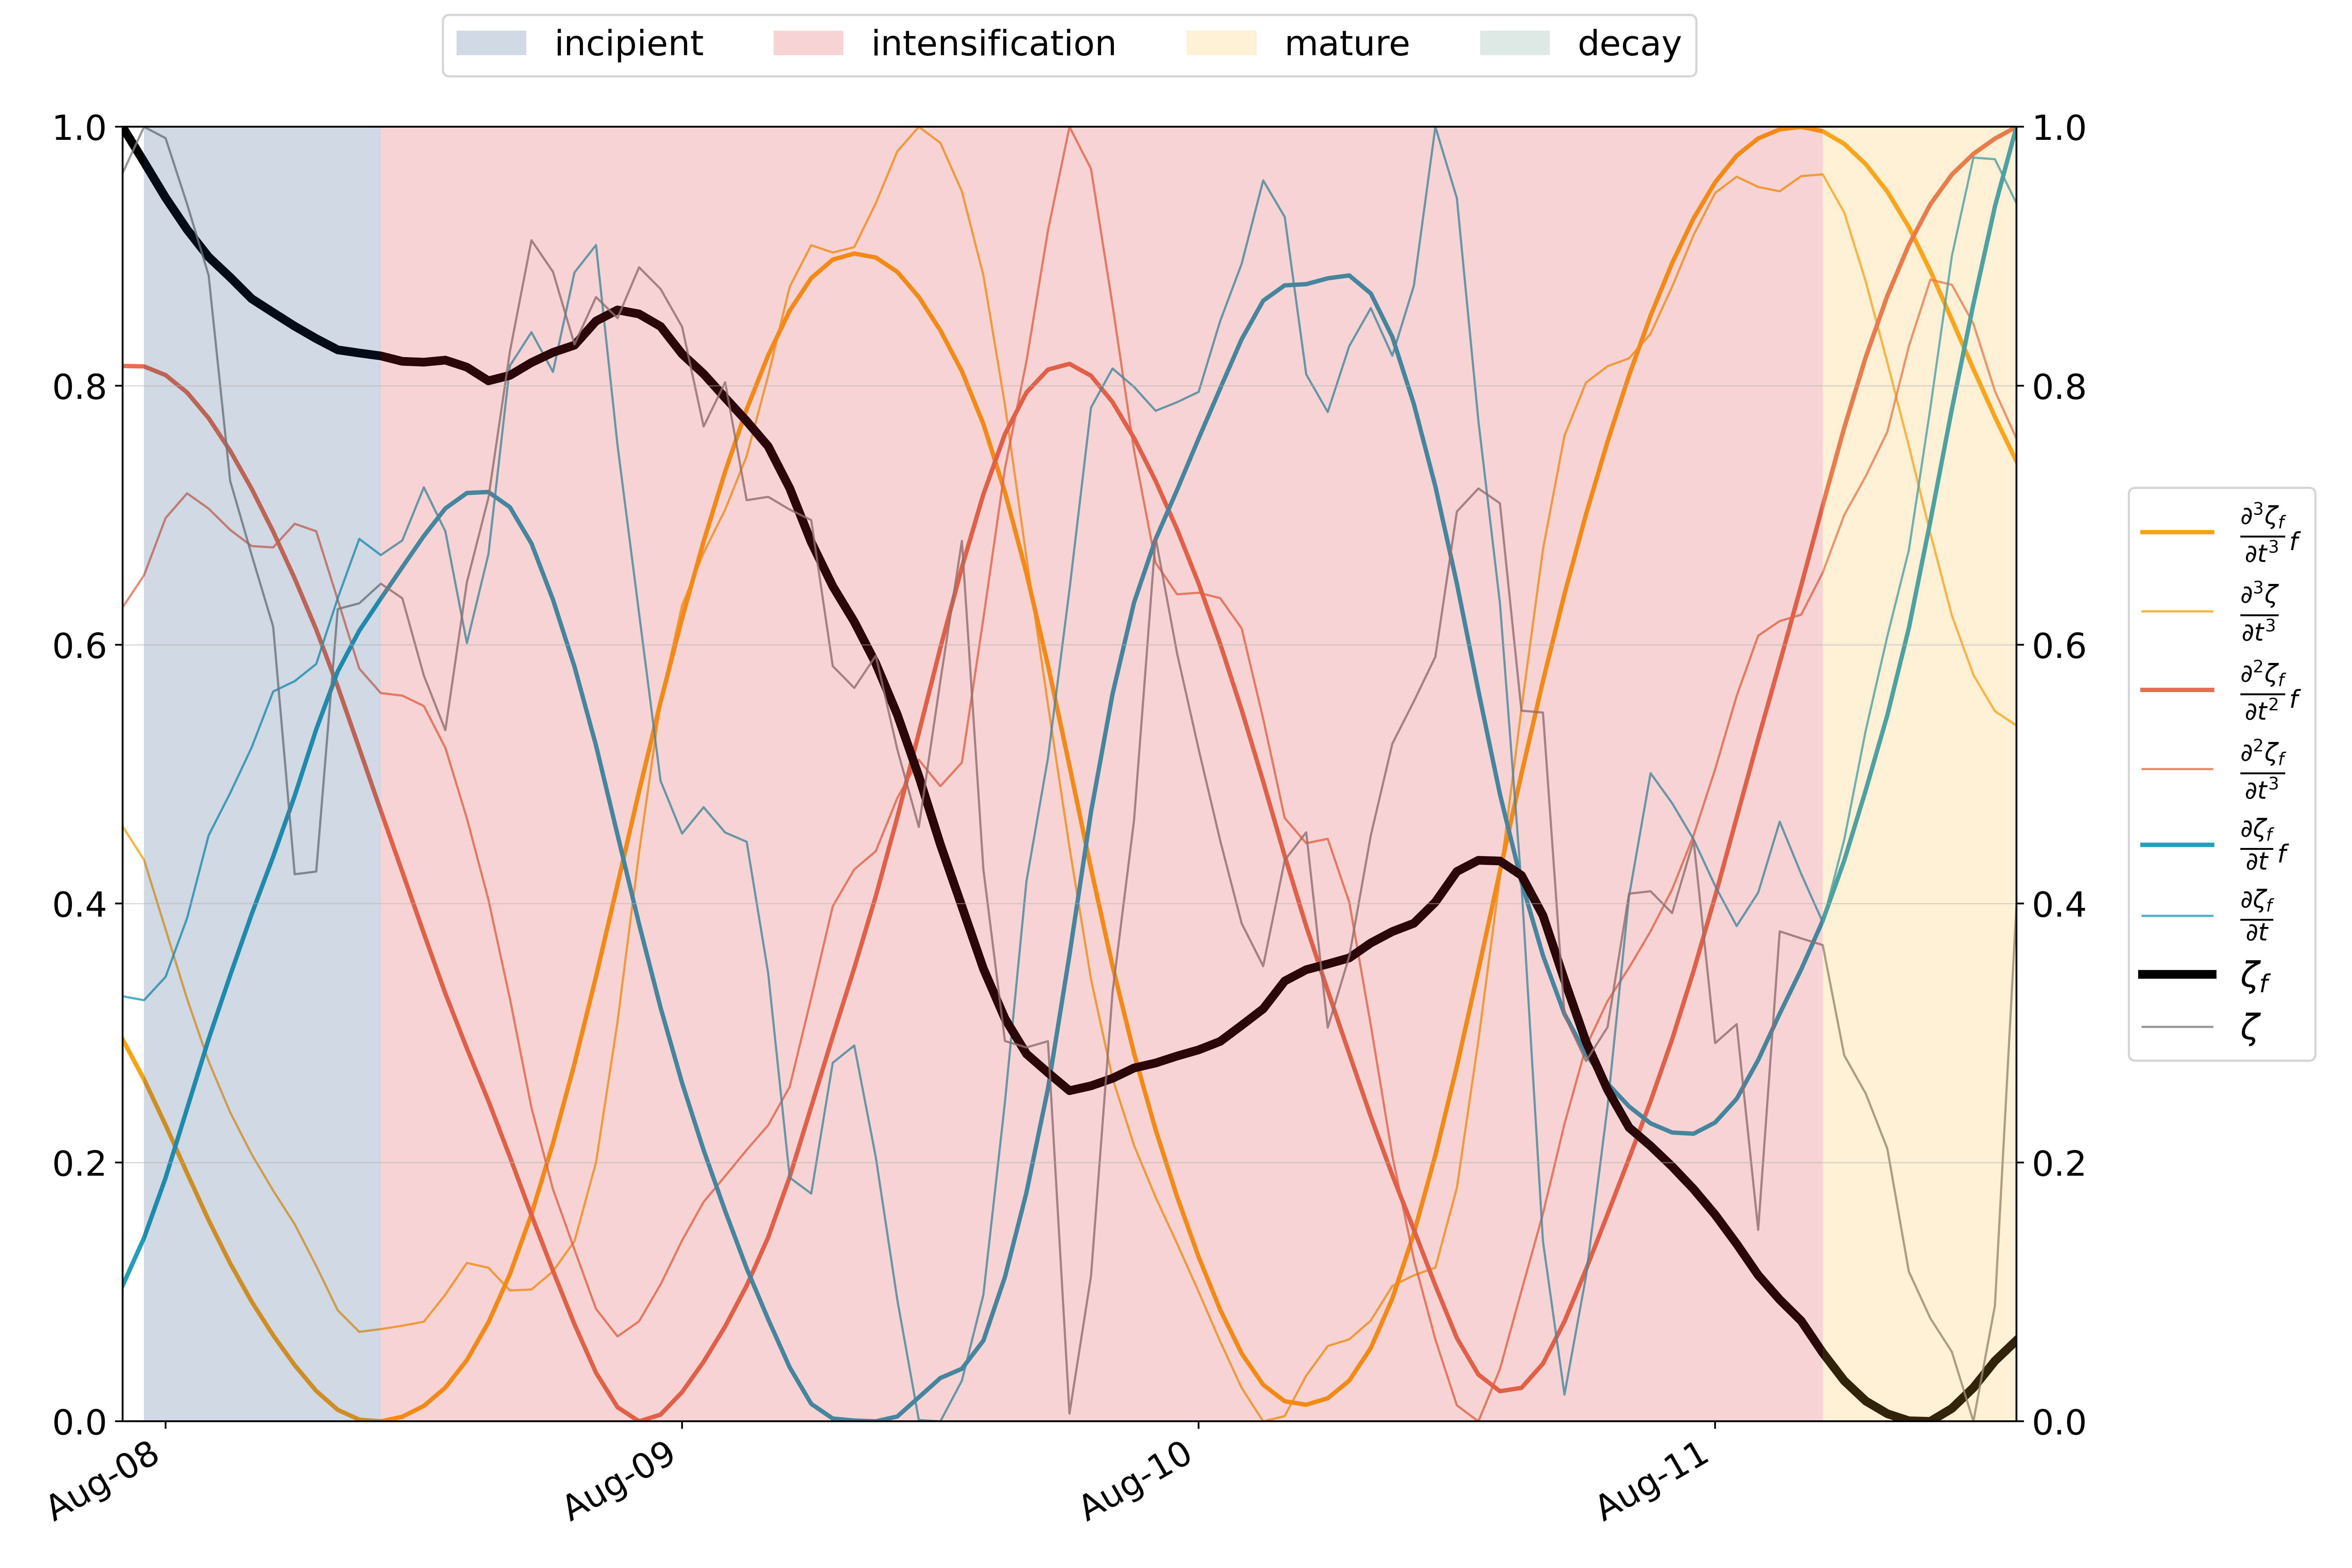 incipient intensification mature decay
1.0 1.0
0.8 0.8
0.6 0.6
0.4 0.4
0.2 0.2
0.0 0.0
Aug-08 Aug-09 Aug-10 Aug-11
∂³ζ_f/∂t³ f
∂³ζ/∂t³
∂²ζ_f/∂t² f
∂²ζ_f/∂t³
∂ζ_f/∂t f
∂ζ_f/∂t
ζ_f
ζ